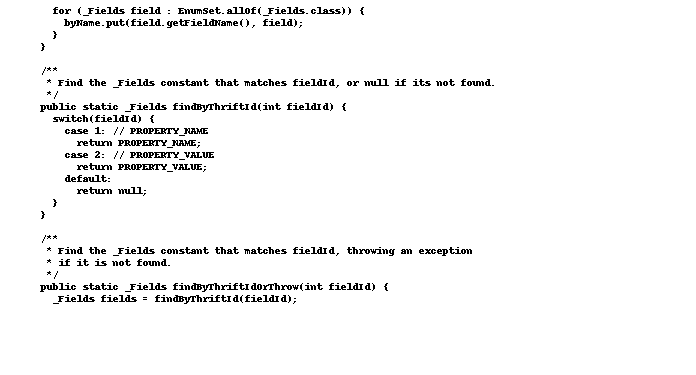 for (_Fields field : EnumSet.allOf(_Fields.class)) {
byName.put(field.getFieldName(), field);
}
}
/**
* Find the _Fields constant that matches fieldId, or null if its not found.
*/
public static _Fields findByThriftId(int fieldId) {
switch(fieldId) {
case 1: // PROPERTY_NAME
return PROPERTY_NAME;
case 2: // PROPERTY_VALUE
return PROPERTY_VALUE;
default:
return null;
}
}
/**
* Find the _Fields constant that matches fieldId, throwing an exception
* if it is not found.
*/
public static _Fields findByThriftIdOrThrow(int fieldId) {
_Fields fields = findByThriftId(fieldId);